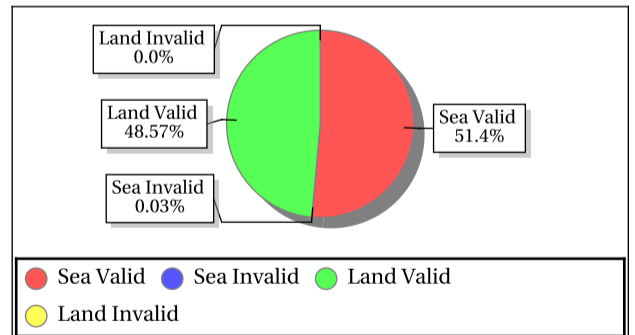 Land Invalid
0.0%
Land Valid
48.57%
Sea Valid
51.4%
Sea Invalid
0.03%
Sea Valid Sea Invalid Land Valid
Land Invalid